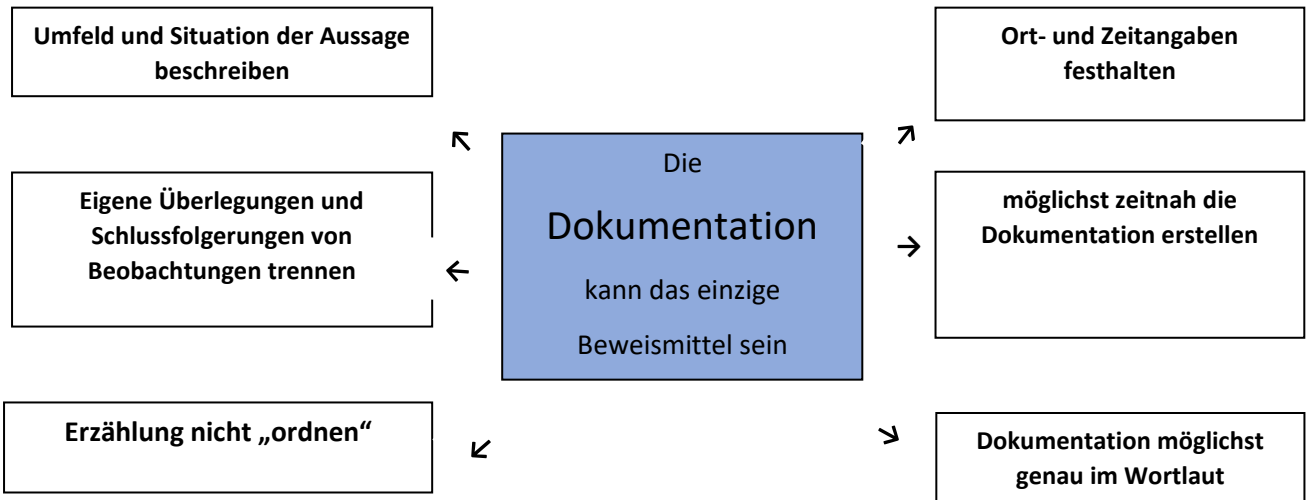 Umfeld und Situation der Aussage
beschreiben
Ort- und Zeitangaben
festhalten
Eigene Überlegungen und
Schlussfolgerungen von
Beobachtungen trennen
Die
Dokumentation
kann das einzige
Beweismittel sein
möglichst zeitnah die
Dokumentation erstellen
Erzählung nicht „ordnen“
Dokumentation möglichst
genau im Wortlaut